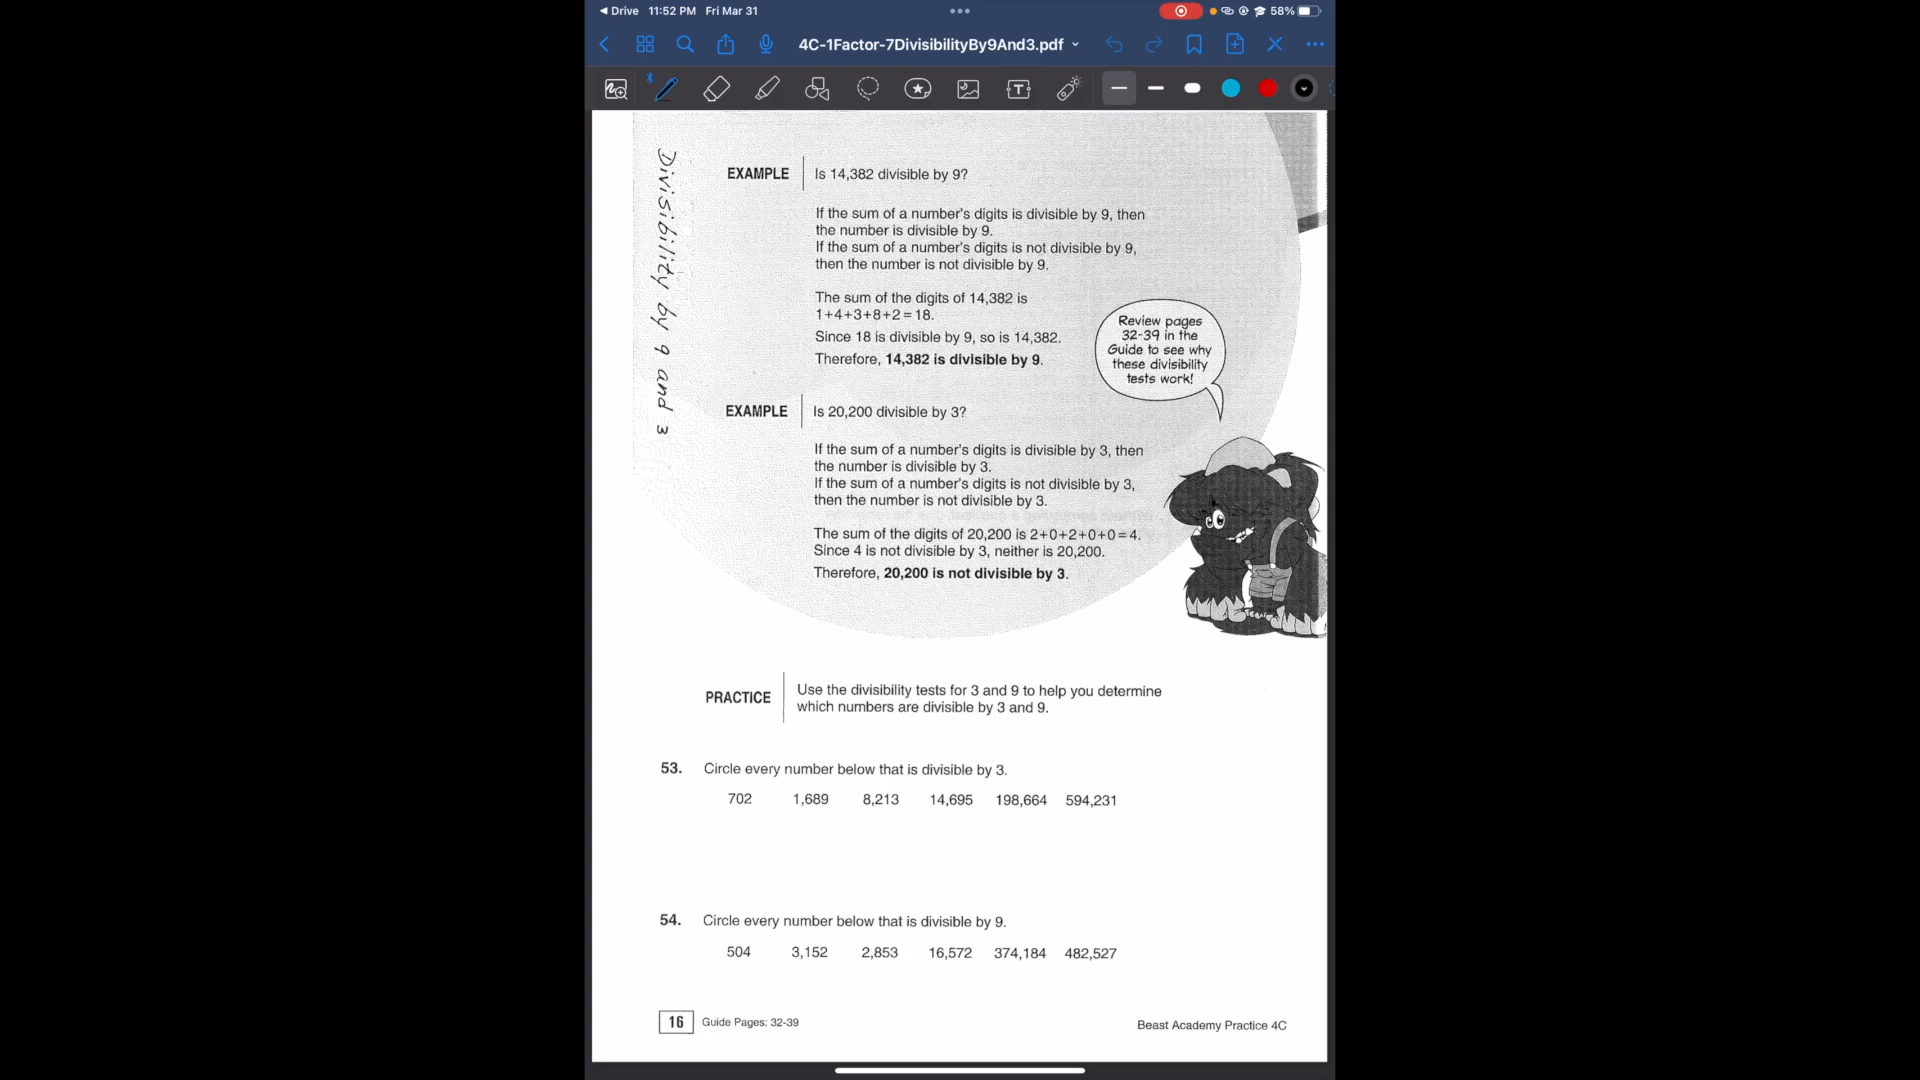 Drive 11:52 PM Fri Mar 31
58%
4C-1Factor-7DivisibilityBy9And3.pdf
Divisibility by 9 and 3
EXAMPLE Is 14,382 divisible by 9?
If the sum of a number's digits is divisible by 9, then
the number is divisible by 9.
If the sum of a number's digits is not divisible by 9,
then the number is not divisible by 9.
The sum of the digits of 14,382 is
1+4+3+8+2=18.
Since 18 is divisible by 9, so is 14,382.
Therefore, 14,382 is divisible by 9.
Review pages
32-39 in the
Guide to see why
these divisibility
tests work!
EXAMPLE Is 20,200 divisible by 3?
If the sum of a number's digits is divisible by 3, then
the number is divisible by 3.
If the sum of a number's digits is not divisible by 3,
then the number is not divisible by 3.
The sum of the digits of 20,200 is 2+0+2+0+0=4.
Since 4 is not divisible by 3, neither is 20,200.
Therefore, 20,200 is not divisible by 3.
PRACTICE Use the divisibility tests for 3 and 9 to help you determine
which numbers are divisible by 3 and 9.
53. Circle every number below that is divisible by 3.
702 1,689 8,213 14,695 198,664 594,231
54. Circle every number below that is divisible by 9.
504 3,152 2,853 16,572 374,184 482,527
16 Guide Pages: 32-39
Beast Academy Practice 4C